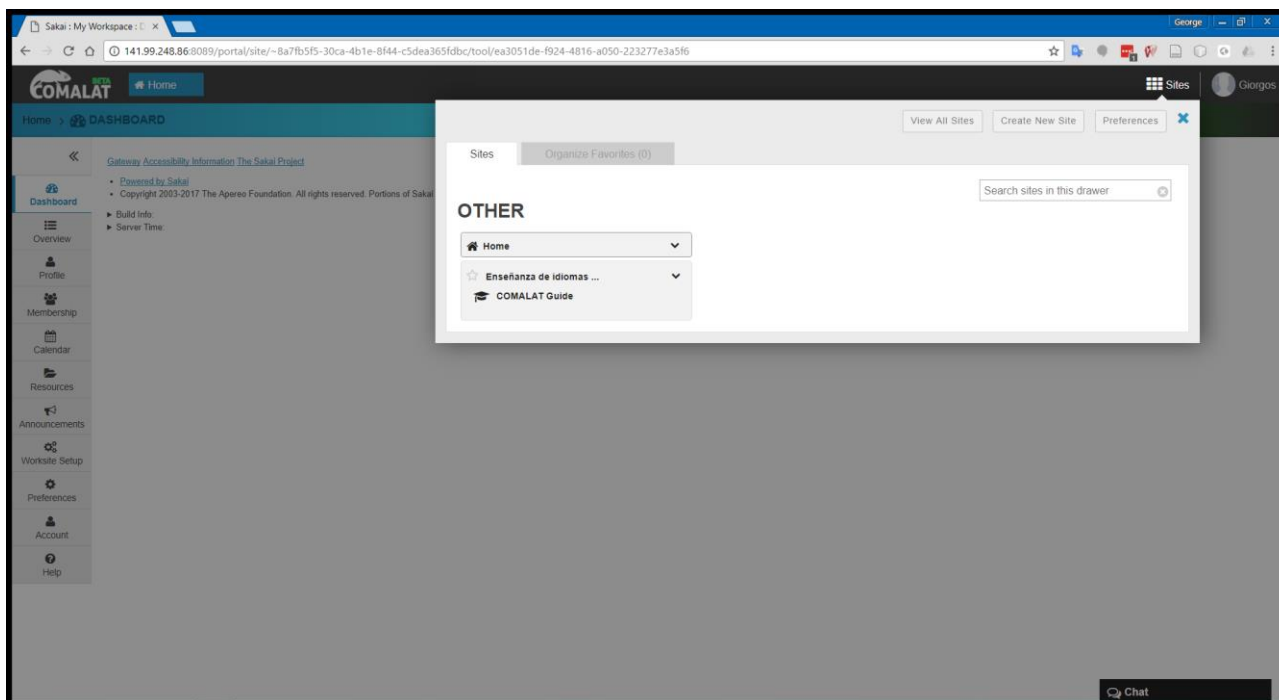 Sakai : My Workspace : D
George
141.99.248.86:8089/portal/site/~8a7fb5f5-30ca-4b1e-8f44-c5dea365fdbc/tool/ea3051de-f924-4816-a050-223277e3a5f6
COMALAT BETA
Home
Sites
Giorgos
Home > DASHBOARD
View All Sites
Create New Site
Preferences
Sites
Organize Favorites (0)
Gateway Accessibility Information The Sakai Project
Powered by Sakai
Copyright 2003-2017 The Apereo Foundation. All rights reserved. Portions of Sakai
Build Info:
Server Time:
Search sites in this drawer
OTHER
Home
Enseñanza de idiomas ...
COMALAT Guide
Dashboard
Overview
Profile
Membership
Calendar
Resources
Announcements
Worksite Setup
Preferences
Account
Help
Chat